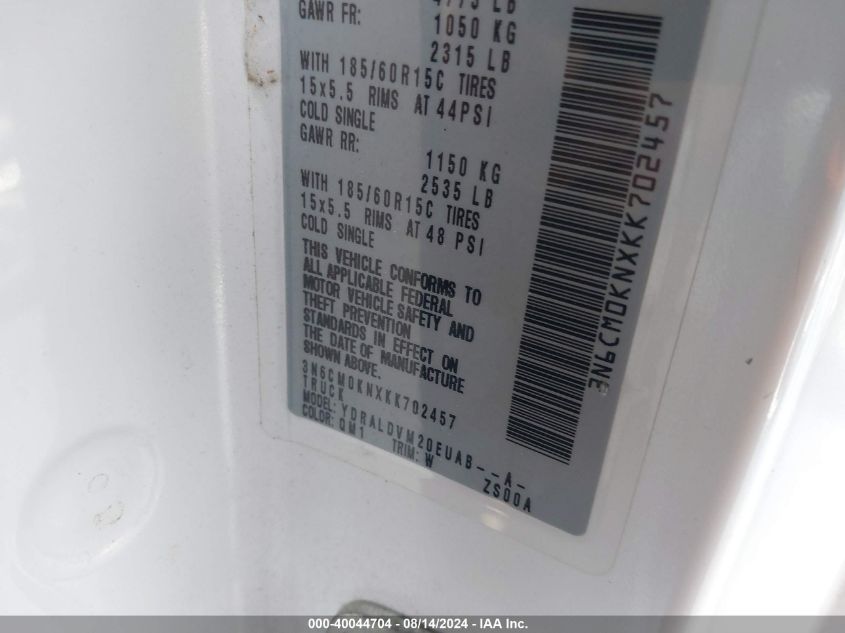 4773 LB
GAWR FR:
1050 KG
2315 LB
WITH 185/60R15C TIRES
15x5.5 RIMS AT 44PSI
COLD SINGLE
GAWR RR:
1150 KG
2535 LB
WITH 185/60R15C TIRES
15x5.5 RIMS AT 48 PSI
COLD SINGLE
THIS VEHICLE CONFORMS TO
ALL APPLICABLE FEDERAL
MOTOR VEHICLE SAFETY AND
THEFT PREVENTION
STANDARDS IN EFFECT ON
THE DATE OF MANUFACTURE
SHOWN ABOVE.
3N6CM0KNXKK702457
TRUCK
MODEL: YDRALDVM20EUAB--A-
COLOR: QM1 TRIM: W
ZS00A
3N6CM0KNXKK702457
000-40044704 - 08/14/2024 - IAA Inc.